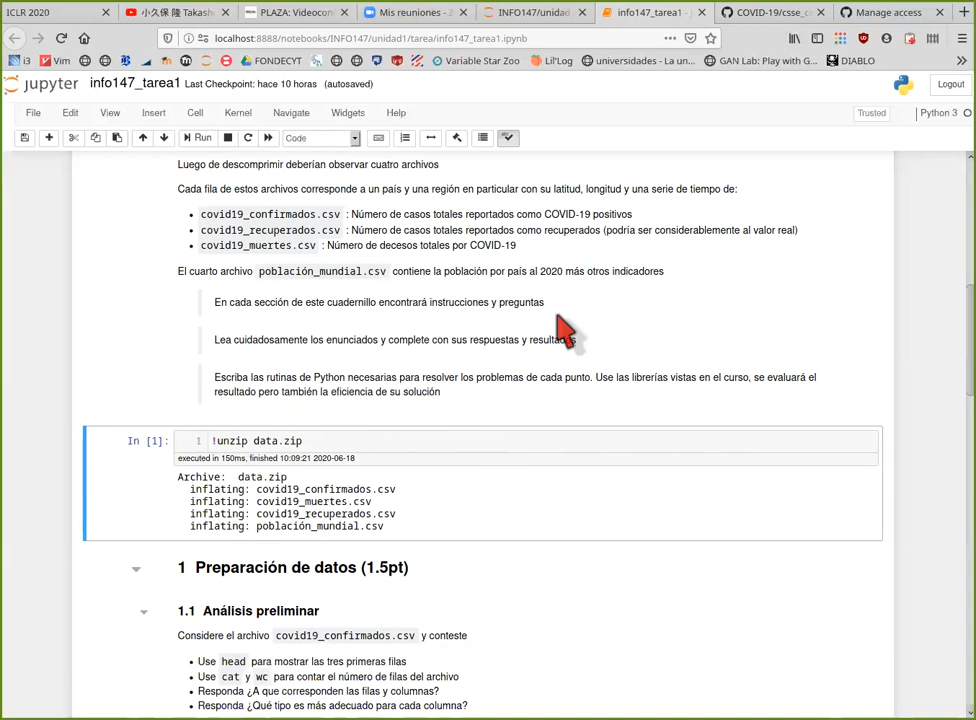 ICLR 2020
小久保 隆 Takash
PLAZA: Videoconf
Mis reuniones - Z
INFO147/unidad
info147_tarea1 - J
COVID-19/csse_c
Manage access
localhost:8888/notebooks/INFO147/unidad1/tarea/info147_tarea1.ipynb
i3
Vim
FONDECYT
Variable Star Zoo
Lil'Log
universidades - La un...
GAN Lab: Play with G...
DIABLO
jupyter info147_tarea1 Last Checkpoint: hace 10 horas (autosaved)
Logout
File Edit View Insert Cell Kernel Navigate Widgets Help
Trusted
Python 3
Run
Code
Luego de descomprimir deberían observar cuatro archivos
Cada fila de estos archivos corresponde a un país y una región en particular con su latitud, longitud y una serie de tiempo de:
covid19_confirmados.csv : Número de casos totales reportados como COVID-19 positivos
covid19_recuperados.csv : Número de casos totales reportados como recuperados (podría ser considerablemente al valor real)
covid19_muertes.csv : Número de decesos totales por COVID-19
El cuarto archivo población_mundial.csv contiene la población por país al 2020 más otros indicadores
En cada sección de este cuadernillo encontrará instrucciones y preguntas
Lea cuidadosamente los enunciados y complete con sus respuestas y resultados
Escriba las rutinas de Python necesarias para resolver los problemas de cada punto. Use las librerías vistas en el curso, se evaluará el
resultado pero también la eficiencia de su solución
In [1]: 1 !unzip data.zip
executed in 150ms, finished 10:09:21 2020-06-18
Archive: data.zip
inflating: covid19_confirmados.csv
inflating: covid19_muertes.csv
inflating: covid19_recuperados.csv
inflating: población_mundial.csv
1 Preparación de datos (1.5pt)
1.1 Análisis preliminar
Considere el archivo covid19_confirmados.csv y conteste
Use head para mostrar las tres primeras filas
Use cat y wc para contar el número de filas del archivo
Responda ¿A que corresponden las filas y columnas?
Responda ¿Qué tipo es más adecuado para cada columna?